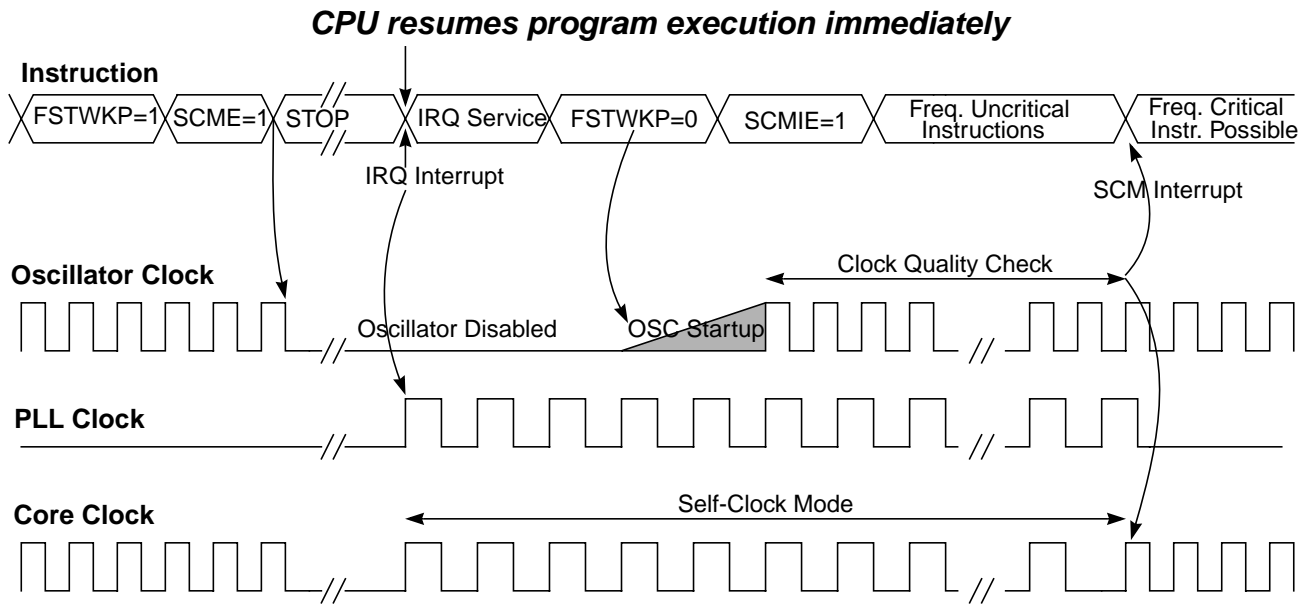 CPU resumes program execution immediately
Instruction
FSTWKP=1
SCME=1
STOP
IRQ Service
FSTWKP=0
SCMIE=1
Freq. Uncritical
Instructions
Freq. Critical
Instr. Possible
IRQ Interrupt
SCM Interrupt
Oscillator Clock
Clock Quality Check
Oscillator Disabled
OSC Startup
PLL Clock
Core Clock
Self-Clock Mode